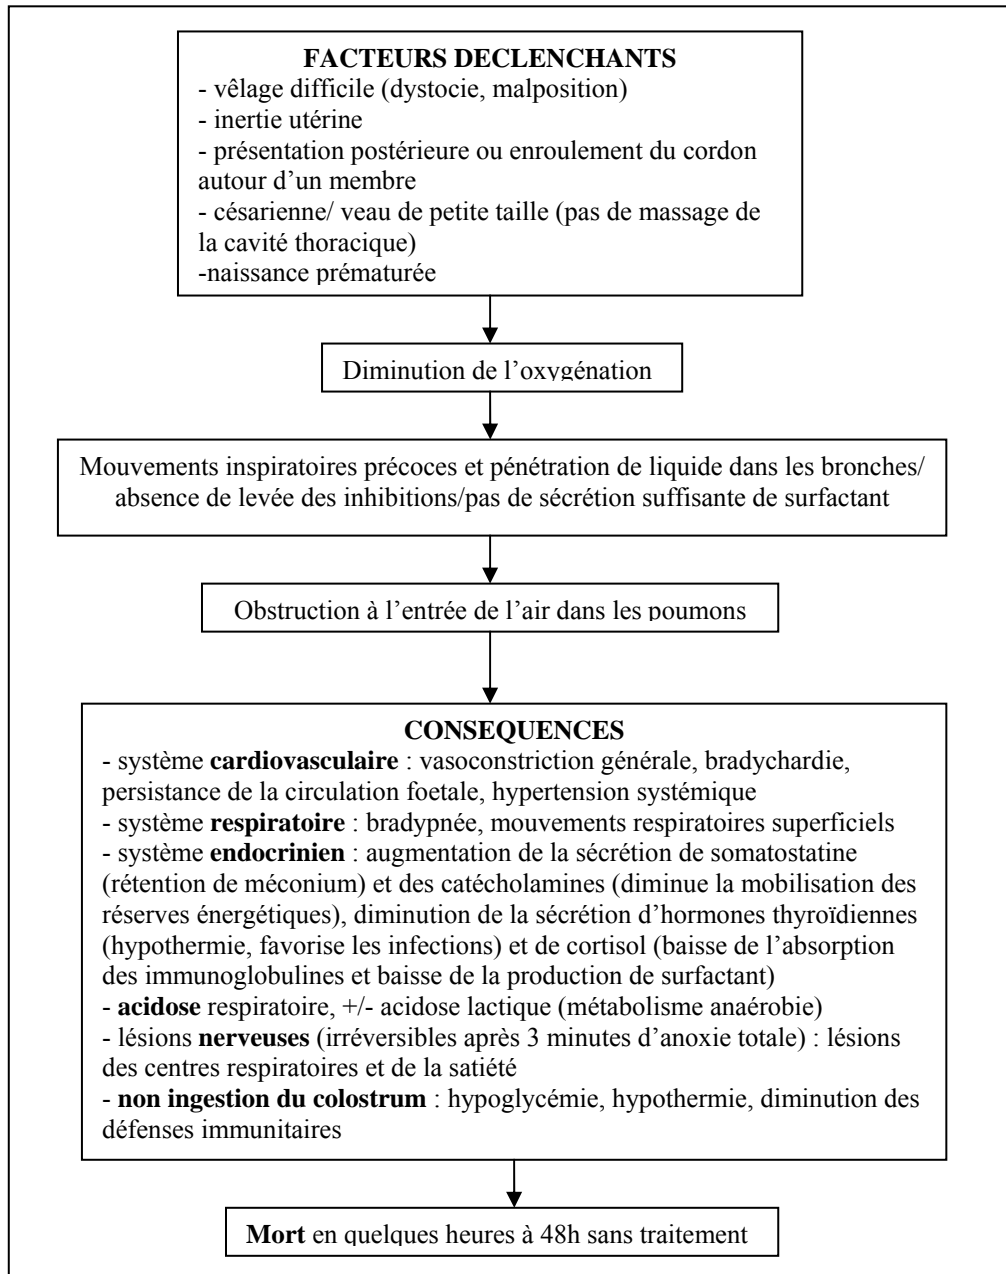 FACTEURS DECLENCHANTS
- vêlage difficile (dystocie, malposition)
- inertie utérine
- présentation postérieure ou enroulement du cordon
autour d’un membre
- césarienne/ veau de petite taille (pas de massage de
la cavité thoracique)
-naissance prématurée
Diminution de l’oxygénation
Mouvements inspiratoires précoces et pénétration de liquide dans les bronches/
absence de levée des inhibitions/pas de sécrétion suffisante de surfactant
Obstruction à l’entrée de l’air dans les poumons
CONSEQUENCES
- système cardiovasculaire : vasoconstriction générale, bradychardie,
persistance de la circulation foetale, hypertension systémique
- système respiratoire : bradypnée, mouvements respiratoires superficiels
- système endocrinien : augmentation de la sécrétion de somatostatine
(rétention de méconium) et des catécholamines (diminue la mobilisation des
réserves énergétiques), diminution de la sécrétion d’hormones thyroïdiennes
(hypothermie, favorise les infections) et de cortisol (baisse de l’absorption
des immunoglobulines et baisse de la production de surfactant)
- acidose respiratoire, +/- acidose lactique (métabolisme anaérobie)
- lésions nerveuses (irréversibles après 3 minutes d’anoxie totale) : lésions
des centres respiratoires et de la satiété
- non ingestion du colostrum : hypoglycémie, hypothermie, diminution des
défenses immunitaires
Mort en quelques heures à 48h sans traitement